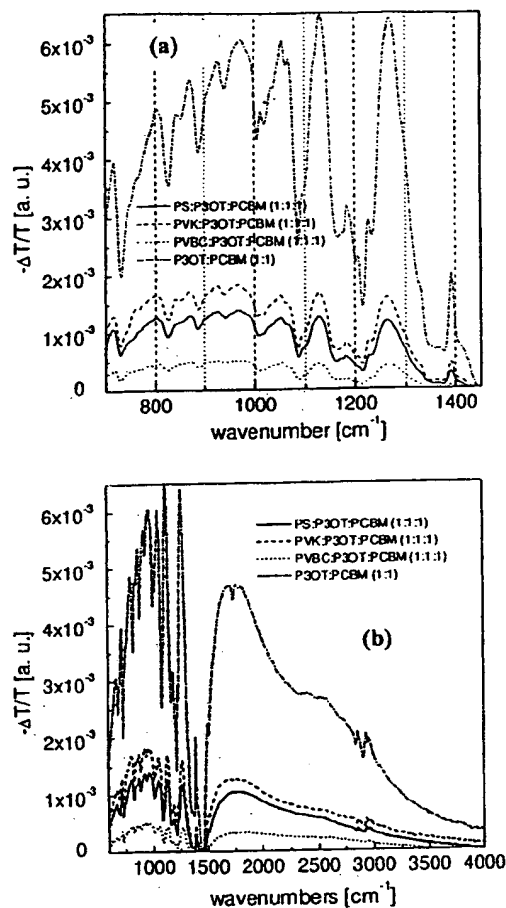 (a)
6x10⁻³
5x10⁻³
4x10⁻³
3x10⁻³
2x10⁻³
1x10⁻³
0
-ΔT/T [a. u.]
PS:P3OT:PCBM (1:1:1)
PVK:P3OT:PCBM (1:1:1)
PVBC:P3OT:PCBM (1:1:1)
P3OT:PCBM (1:1)
800 1000 1200 1400
wavenumber [cm⁻¹]
6x10⁻³
5x10⁻³
4x10⁻³
3x10⁻³
2x10⁻³
1x10⁻³
0
-ΔT/T [a. u.]
PS:P3OT:PCBM (1:1:1)
PVK:P3OT:PCBM (1:1:1)
PVBC:P3OT:PCBM (1:1:1)
P3OT:PCBM (1:1)
(b)
1000 1500 2000 2500 3000 3500 4000
wavenumbers [cm⁻¹]